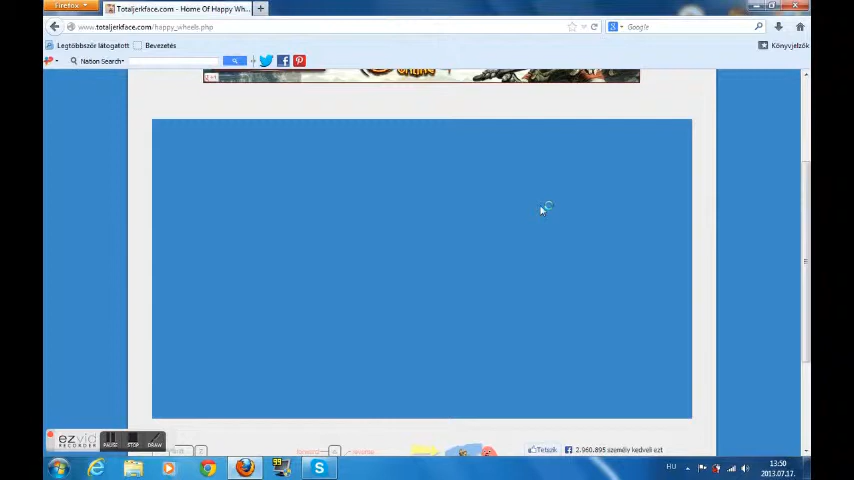 Firefox
Totaljerkface.com - Home Of Happy Wh...
www.totaljerkface.com/happy_wheels.php
Google
Legtöbbször látogatott
Bevezetés
Könyvjelzők
Nation Search
ONLINE
ezvid
RECORDER
PAUSE
STOP
DRAW
Z
Tetszik
2.960.895 személy kedveli ezt
HU
13:50
2013.07.17.